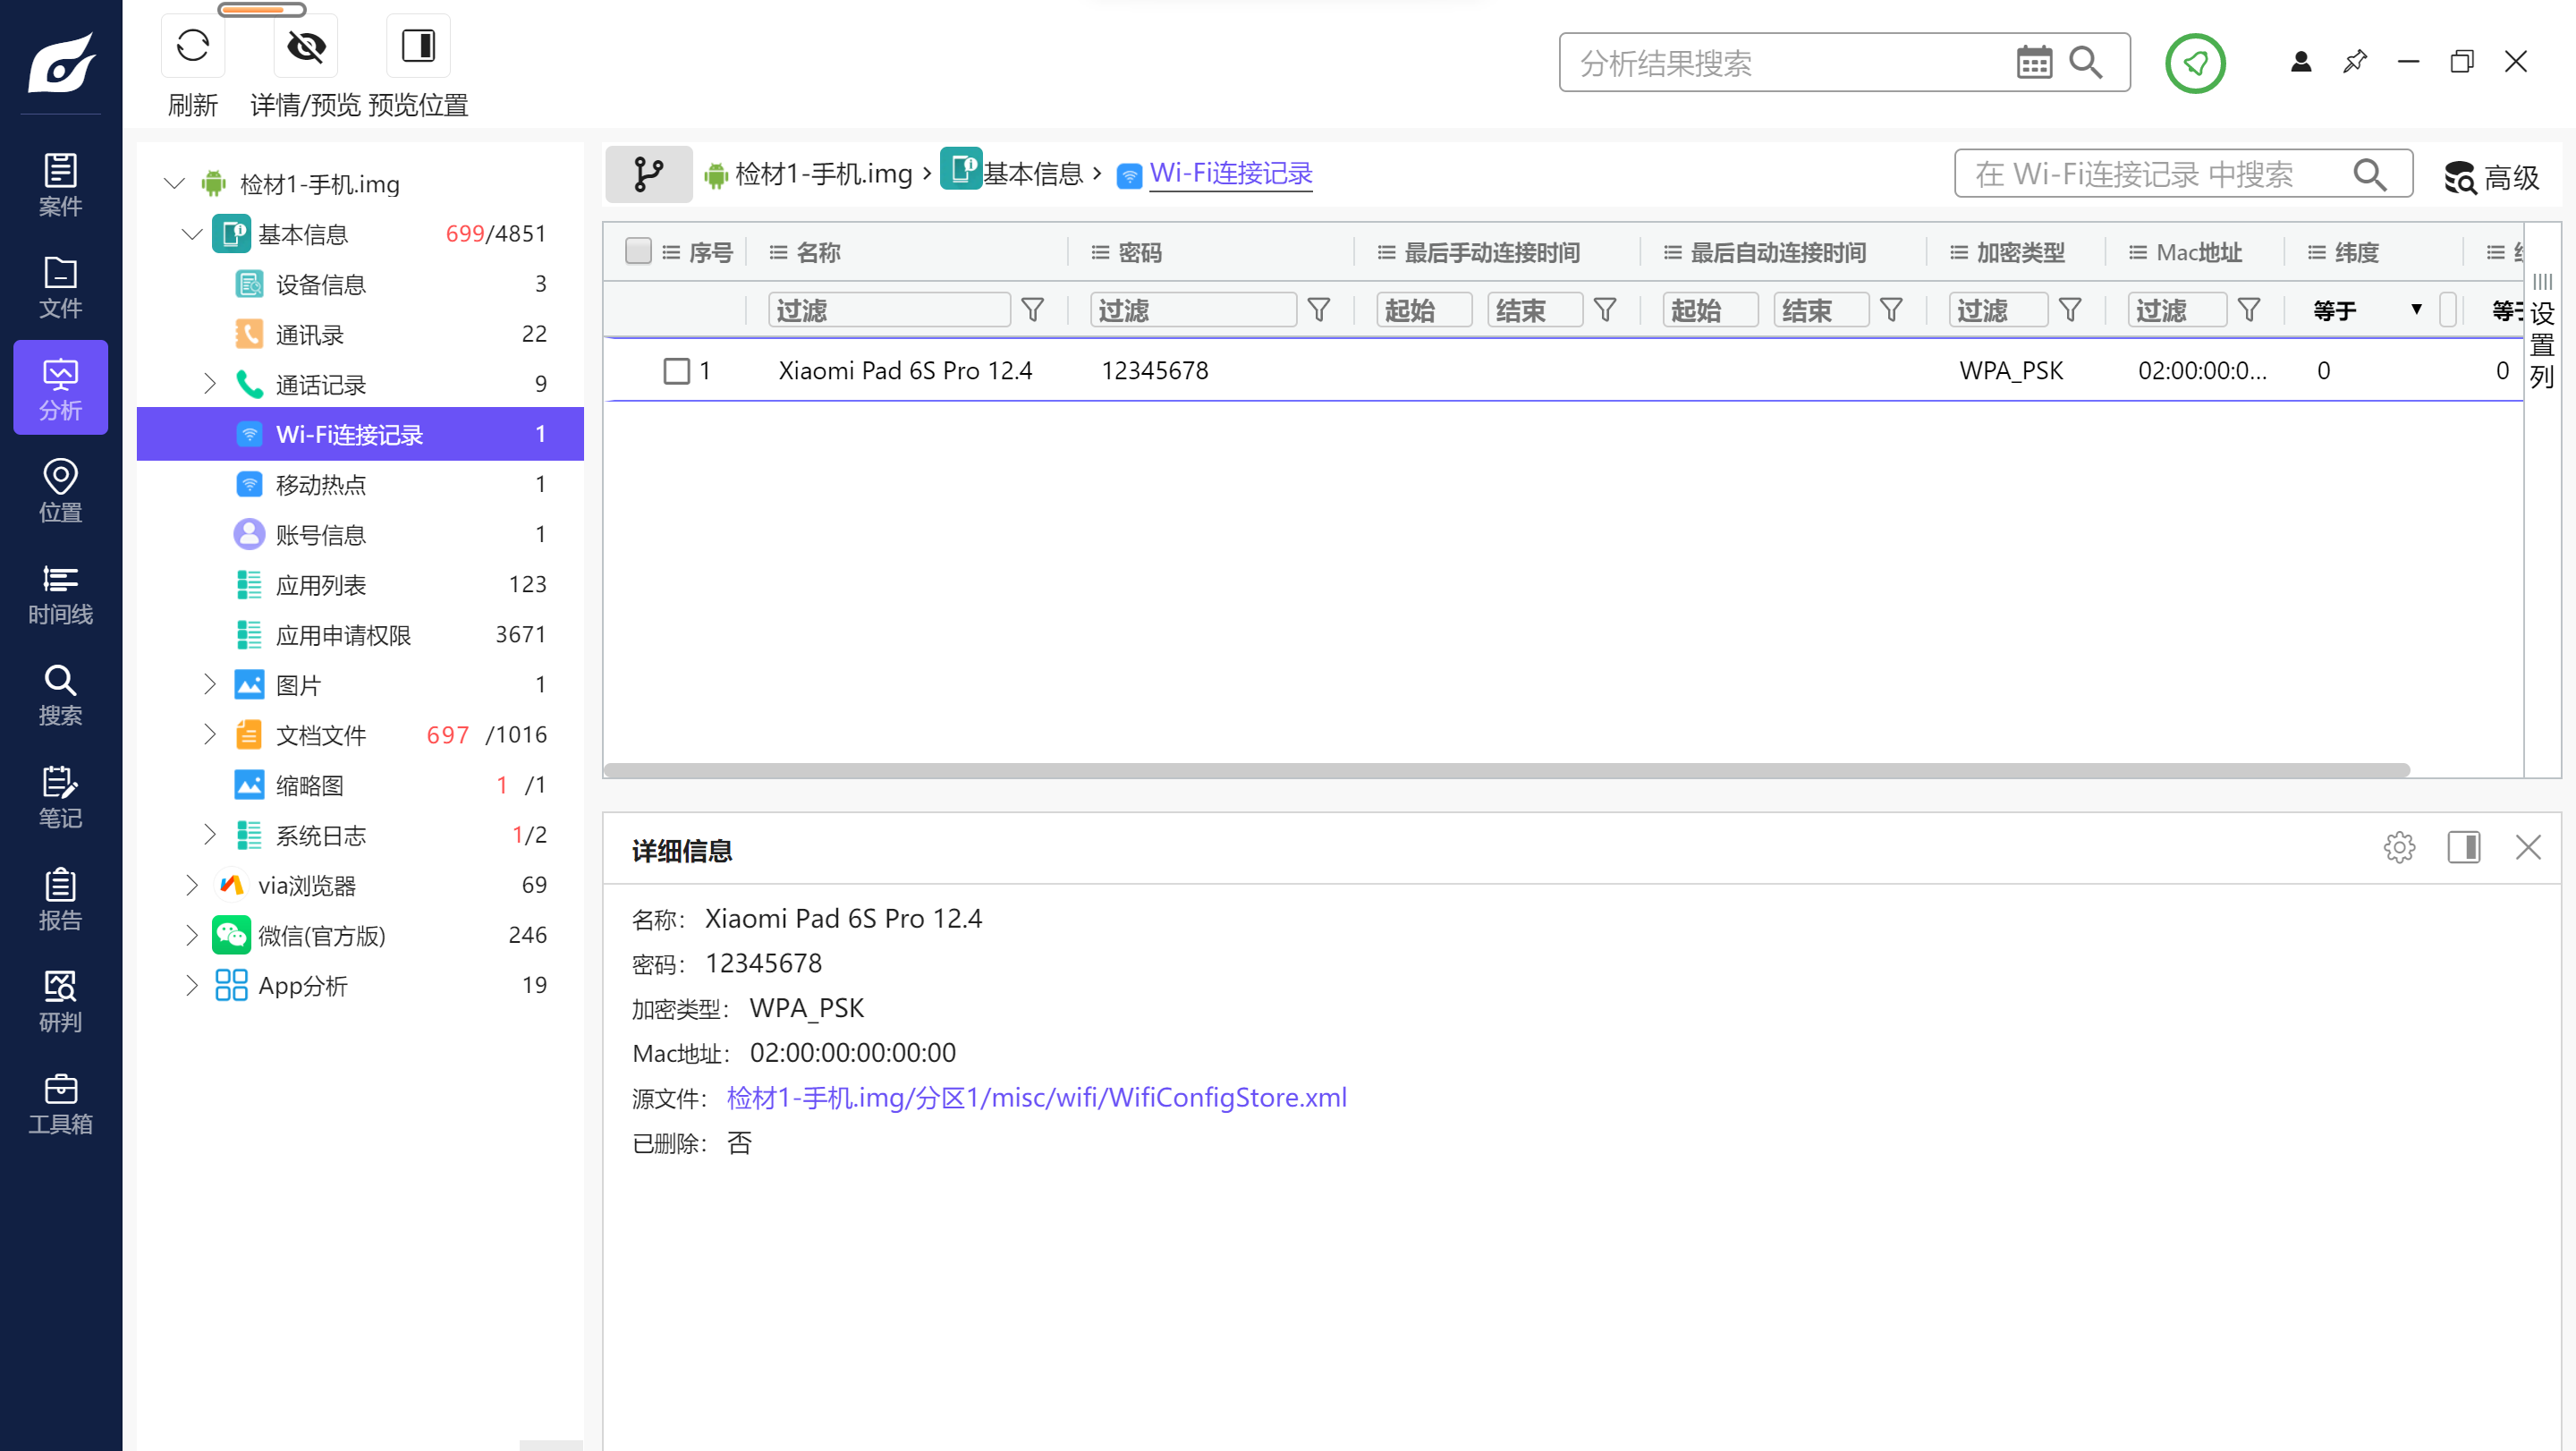 刷新
详情/预览
预览位置
分析结果搜索
案件
文件
分析
位置
时间线
搜索
笔记
报告
研判
工具箱
检材1-手机.img
基本信息 699/4851
设备信息 3
通讯录 22
通话记录 9
Wi-Fi连接记录 1
移动热点 1
账号信息 1
应用列表 123
应用申请权限 3671
图片 1
文档文件 697 /1016
缩略图 1 /1
系统日志 1/2
via浏览器 69
微信(官方版) 246
App分析 19
检材1-手机.img › 基本信息 › Wi-Fi连接记录
在 Wi-Fi连接记录 中搜索
高级
序号 名称 密码 最后手动连接时间 最后自动连接时间 加密类型 Mac地址 纬度
过滤 过滤 起始 结束 起始 结束 过滤 过滤 等于 等于
1 Xiaomi Pad 6S Pro 12.4 12345678 WPA_PSK 02:00:00:0... 0 0
设置列
详细信息
名称： Xiaomi Pad 6S Pro 12.4
密码： 12345678
加密类型： WPA_PSK
Mac地址： 02:00:00:00:00:00
源文件： 检材1-手机.img/分区1/misc/wifi/WifiConfigStore.xml
已删除： 否